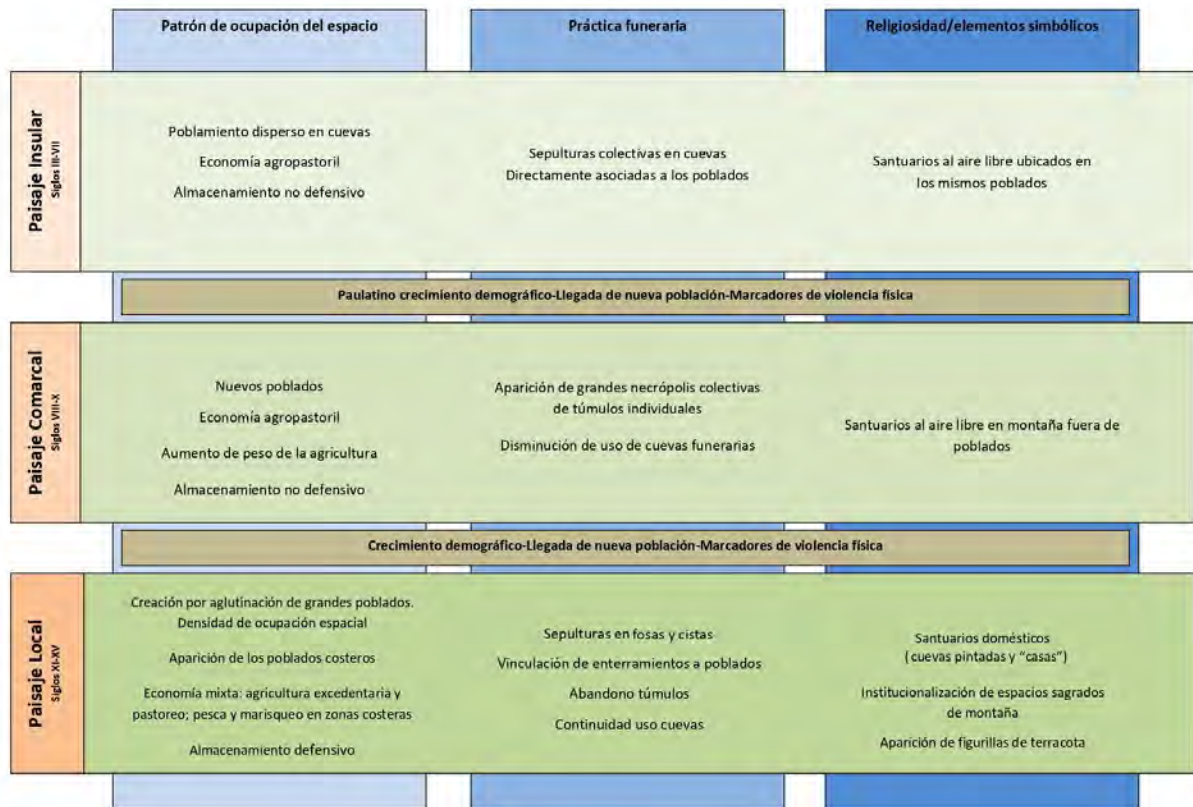 Patrón de ocupación del espacio
Práctica funeraria
Religiosidad/elementos simbólicos
Paisaje Insular
Siglos III-VII
Poblamiento disperso en cuevas
Economía agropastoril
Almacenamiento no defensivo
Sepulturas colectivas en cuevas
Directamente asociadas a los poblados
Santuarios al aire libre ubicados en
los mismos poblados
Paulatino crecimiento demográfico-Llegada de nueva población-Marcadores de violencia física
Paisaje Comarcal
Siglos VIII-X
Nuevos poblados
Economía agropastoril
Aumento de peso de la agricultura
Almacenamiento no defensivo
Aparición de grandes necrópolis colectivas
de túmulos individuales
Disminución de uso de cuevas funerarias
Santuarios al aire libre en montaña fuera de
poblados
Crecimiento demográfico-Llegada de nueva población-Marcadores de violencia física
Paisaje Local
Siglos XI-XV
Creación por aglutinación de grandes poblados.
Densidad de ocupación espacial
Aparición de los poblados costeros
Economía mixta: agricultura excedentaria y
pastoreo; pesca y marisqueo en zonas costeras
Almacenamiento defensivo
Sepulturas en fosas y cistas
Vinculación de enterramientos a poblados
Abandono túmulos
Continuidad uso cuevas
Santuarios domésticos
(cuevas pintadas y “casas”)
Institucionalización de espacios sagrados
de montaña
Aparición de figurillas de terracota